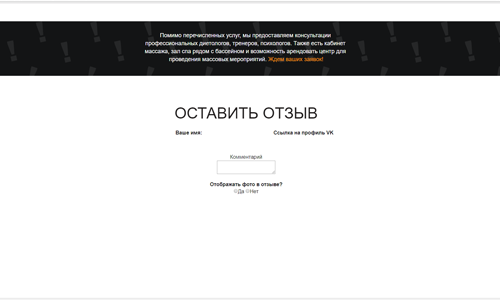 Помимо перечисленных услуг, мы предоставляем консультации
профессиональных диетологов, тренеров, психологов. Также есть кабинет
массажа, зал спа рядом с бассейном и возможность арендовать центр для
проведения массовых мероприятий. Ждем ваших заявок!
ОСТАВИТЬ ОТЗЫВ
Ваше имя: Ссылка на профиль VK
Комментарий
Отображать фото в отзыве?
Да Нет